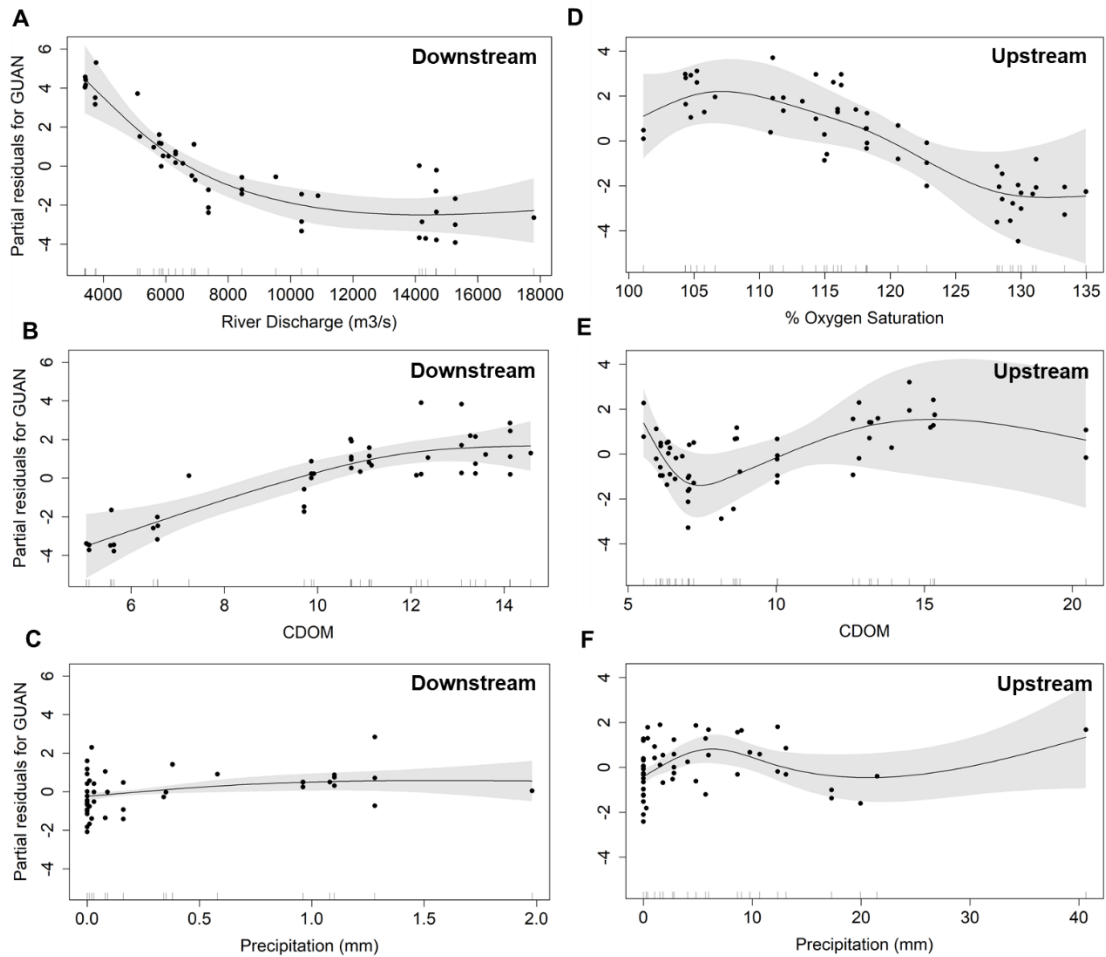 A
Downstream
Partial residuals for GUAN
6
4
2
0
-2
-4
4000 6000 8000 10000 12000 14000 16000 18000
River Discharge (m3/s)
D
Upstream
4
2
0
-2
-4
100 105 110 115 120 125 130 135
% Oxygen Saturation
B
Downstream
Partial residuals for GUAN
6
4
2
0
-2
-4
6 8 10 12 14
CDOM
E
Upstream
4
2
0
-2
-4
5 10 15 20
CDOM
C
Downstream
Partial residuals for GUAN
6
4
2
0
-2
-4
0.0 0.5 1.0 1.5 2.0
Precipitation (mm)
F
Upstream
4
2
0
-2
-4
0 10 20 30 40
Precipitation (mm)